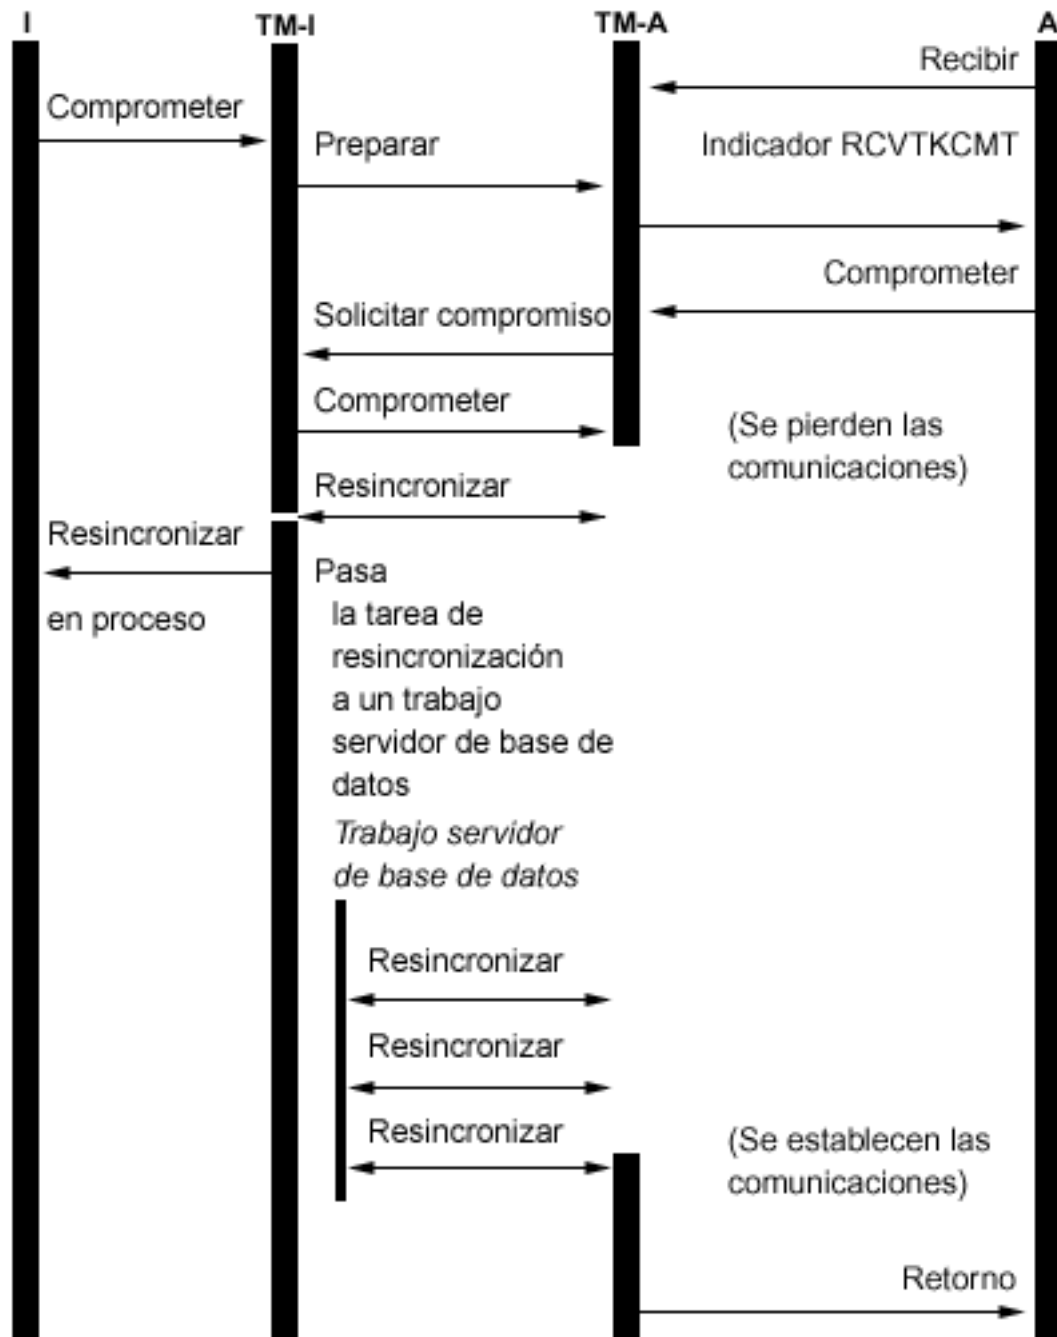 I
TM-I
TM-A
A
Recibir
Comprometer
Preparar
Indicador RCVTKCMT
Comprometer
Solicitar compromiso
Comprometer
(Se pierden las
comunicaciones)
Resincronizar
Resincronizar
en proceso
Pasa
la tarea de
resincronización
a un trabajo
servidor de base de
datos
Trabajo servidor
de base de datos
Resincronizar
Resincronizar
Resincronizar
(Se establecen las
comunicaciones)
Retorno